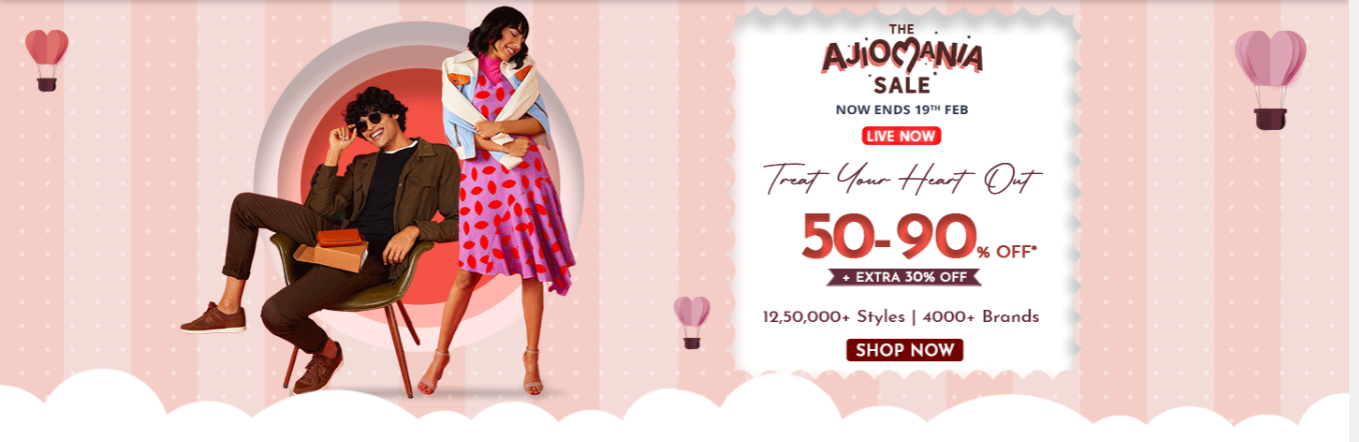 THE
AJIOMANIA
SALE
NOW ENDS 19TH FEB
LIVE NOW
Treat Your Heart Out
50-90% OFF*
+ EXTRA 30% OFF
12,50,000+ Styles | 4000+ Brands
SHOP NOW